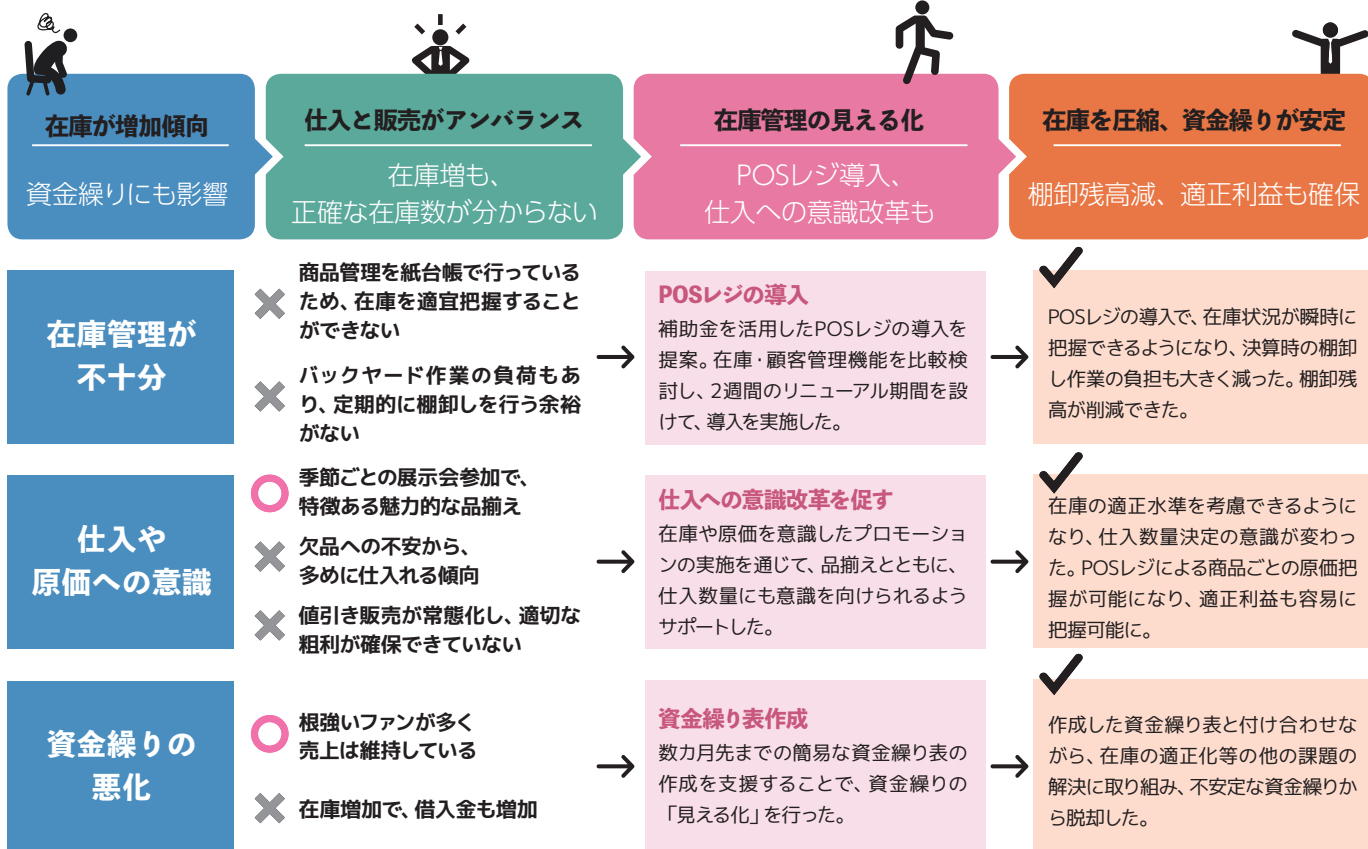 在庫が増加傾向
資金繰りにも影響
仕入と販売がアンバランス
在庫増も、
正確な在庫数が分からない
在庫管理の見える化
POSレジ導入、
仕入への意識改革も
在庫を圧縮、資金繰りが安定
棚卸残高減、適正利益も確保
在庫管理が
不十分
商品管理を紙台帳で行っている
ため、在庫を適宜把握すること
ができない
バックヤード作業の負荷もあ
り、定期的に棚卸しを行う余裕
がない
POSレジの導入
補助金を活用したPOSレジの導入を
提案。在庫・顧客管理機能を比較検
討し、2週間のリニューアル期間を設
けて、導入を実施した。
POSレジの導入で、在庫状況が瞬時に
把握できるようになり、決算時の棚卸
し作業の負担も大きく減った。棚卸残
高が削減できた。
仕入や
原価への意識
季節ごとの展示会参加で、
特徴ある魅力的な品揃え
欠品への不安から、
多めに仕入れる傾向
値引き販売が常態化し、適切な
粗利が確保できていない
仕入への意識改革を促す
在庫や原価を意識したプロモーショ
ンの実施を通じて、品揃えとともに、
仕入数量にも意識を向けられるよう
サポートした。
在庫の適正水準を考慮できるように
なり、仕入数量決定の意識が変わっ
た。POSレジによる商品ごとの原価把
握が可能になり、適正利益も容易に
把握可能に。
資金繰りの
悪化
根強いファンが多く
売上は維持している
在庫増加で、借入金も増加
資金繰り表作成
数カ月先までの簡易な資金繰り表の
作成を支援することで、資金繰りの
「見える化」を行った。
作成した資金繰り表と付け合わせな
がら、在庫の適正化等の他の課題の
解決に取り組み、不安定な資金繰りか
ら脱却した。